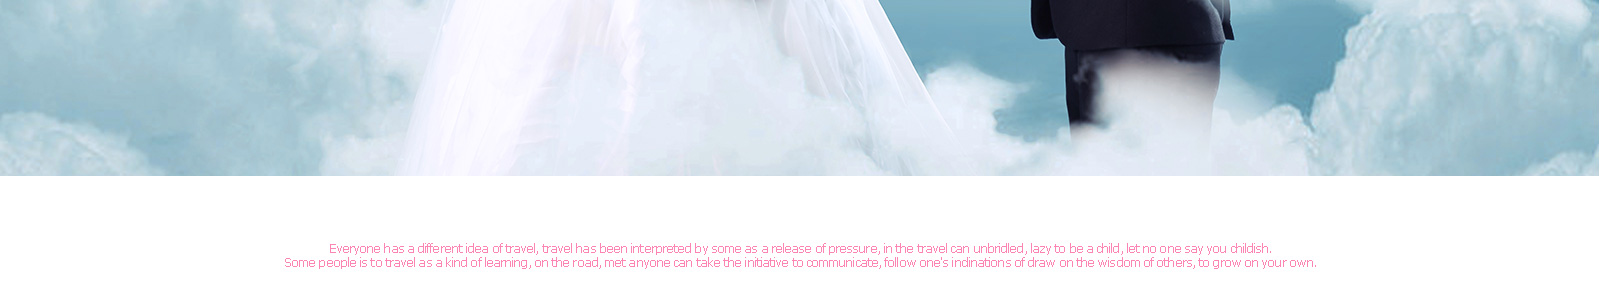 Everyone has a different idea of travel, travel has been interpreted by some as a release of pressure, in the travel can unbridled, lazy to be a child, let no one say you childish.
Some people is to travel as a kind of learning, on the road, met anyone can take the initiative to communicate, follow one's indinations of draw on the wisdom of others, to grow on your own.